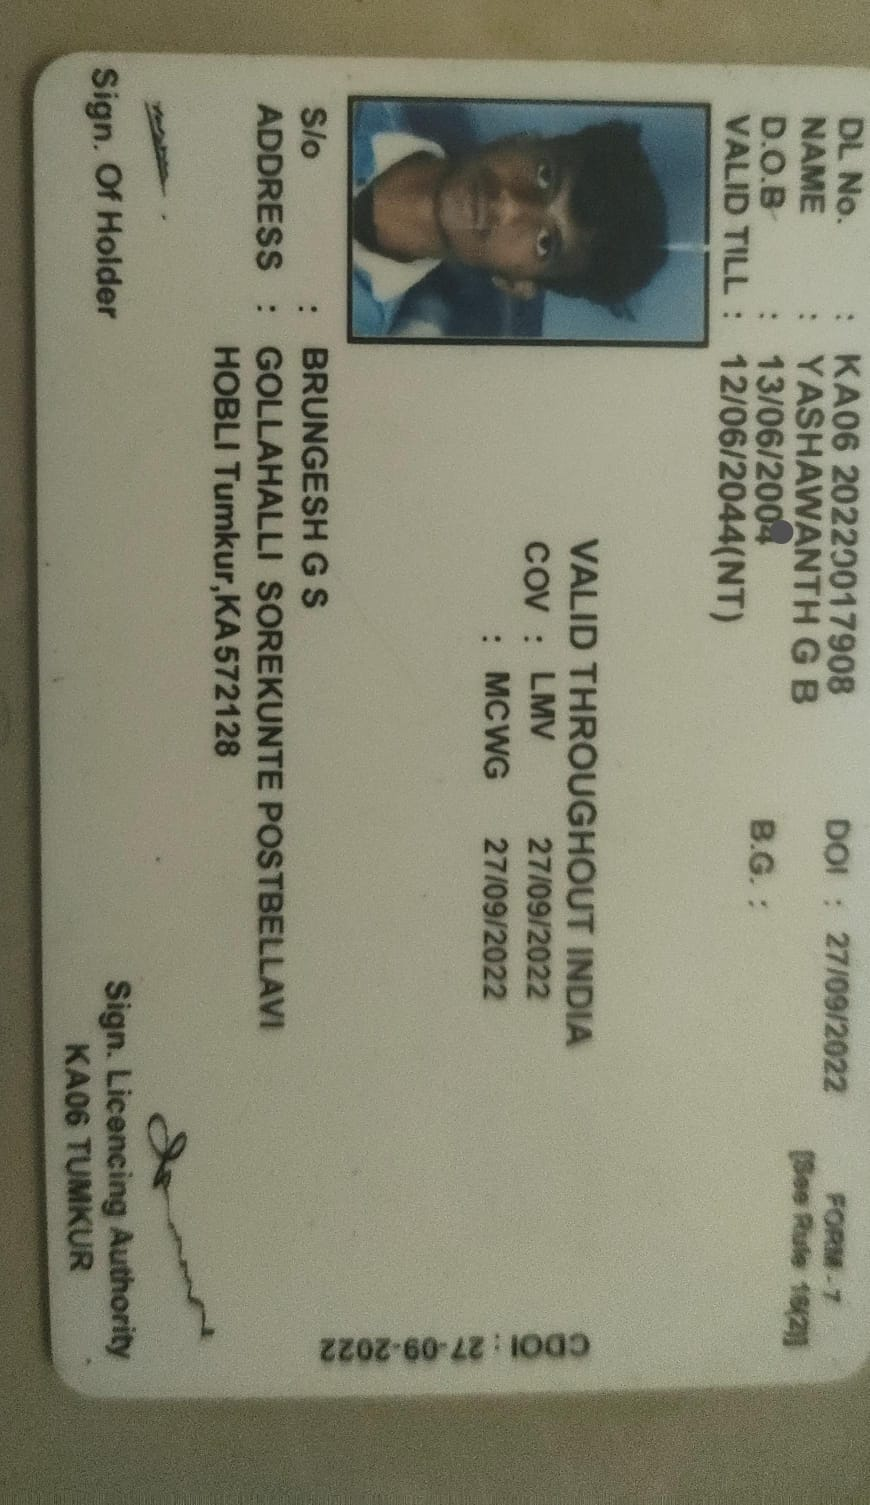 DL No. : KA06 20220017908 DOI : 27/09/2022 FORM - 7
NAME : YASHAWANTH G B [See Rule 16(2)]
D.O.B : 13/06/2004 B.G. :
VALID TILL : 12/06/2044(NT)
VALID THROUGHOUT INDIA
COV : LMV 27/09/2022
: MCWG 27/09/2022
CDOI : 27-09-2022
S/o : BRUNGESH G S
ADDRESS : GOLLAHALLI SOREKUNTE POSTBELLAVI
HOBLI Tumkur,KA 572128
Sign. Of Holder
Sign. Licencing Authority
KA06 TUMKUR